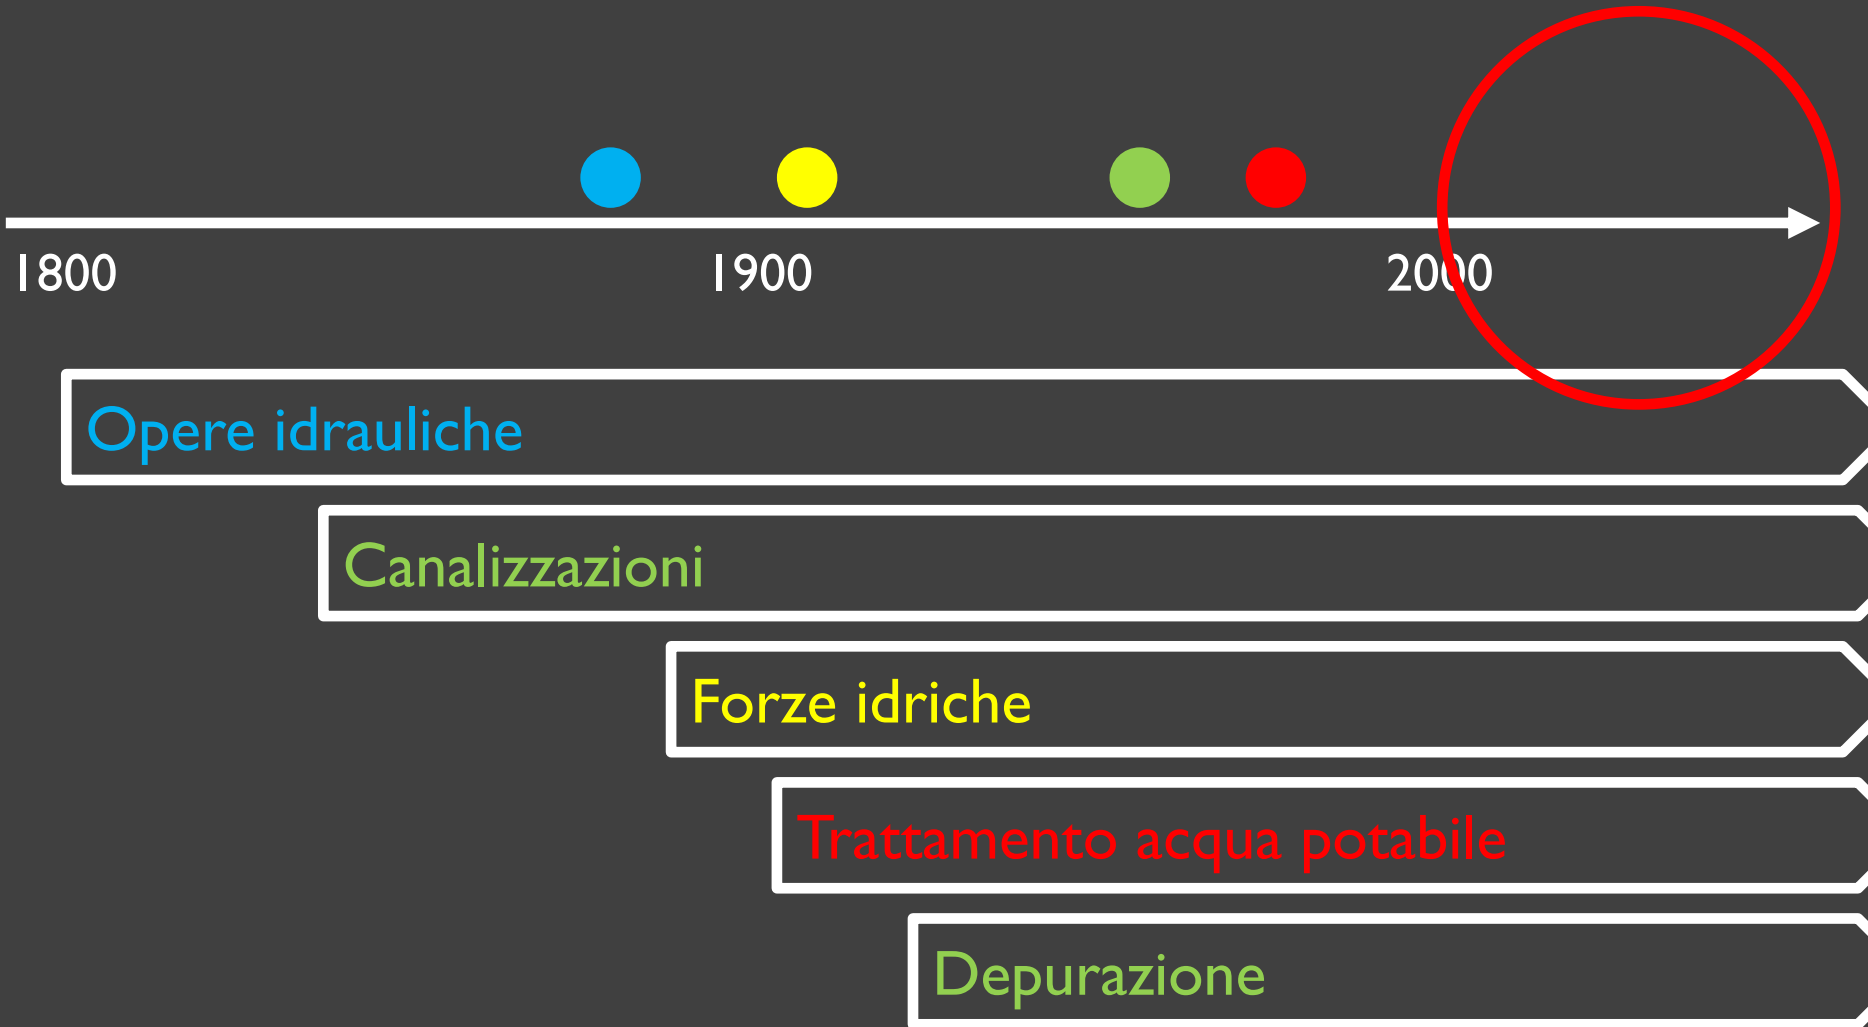 1800 1900 2000
Opere idrauliche
Canalizzazioni
Forze idriche
Trattamento acqua potabile
Depurazione